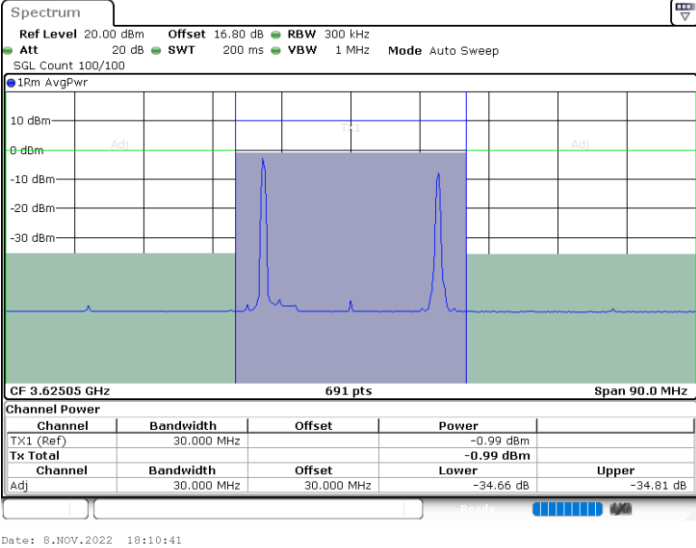 Spectrum
Ref Level 20.00 dBm Offset 16.80 dB RBW 300 kHz
Att 20 dB SWT 200 ms VBW 1 MHz Mode Auto Sweep
SGL Count 100/100
1Rm AvgPwr
10 dBm
TX1
0 dBm
Adj
Adj
-10 dBm
-20 dBm
-30 dBm
CF 3.62505 GHz 691 pts Span 90.0 MHz
Channel Power
Channel Bandwidth Offset Power
TX1 (Ref) 30.000 MHz -0.99 dBm
Tx Total -0.99 dBm
Channel Bandwidth Offset Lower Upper
Adj 30.000 MHz 30.000 MHz -34.66 dB -34.81 dB
Ready
Date: 8.NOV.2022 18:10:41